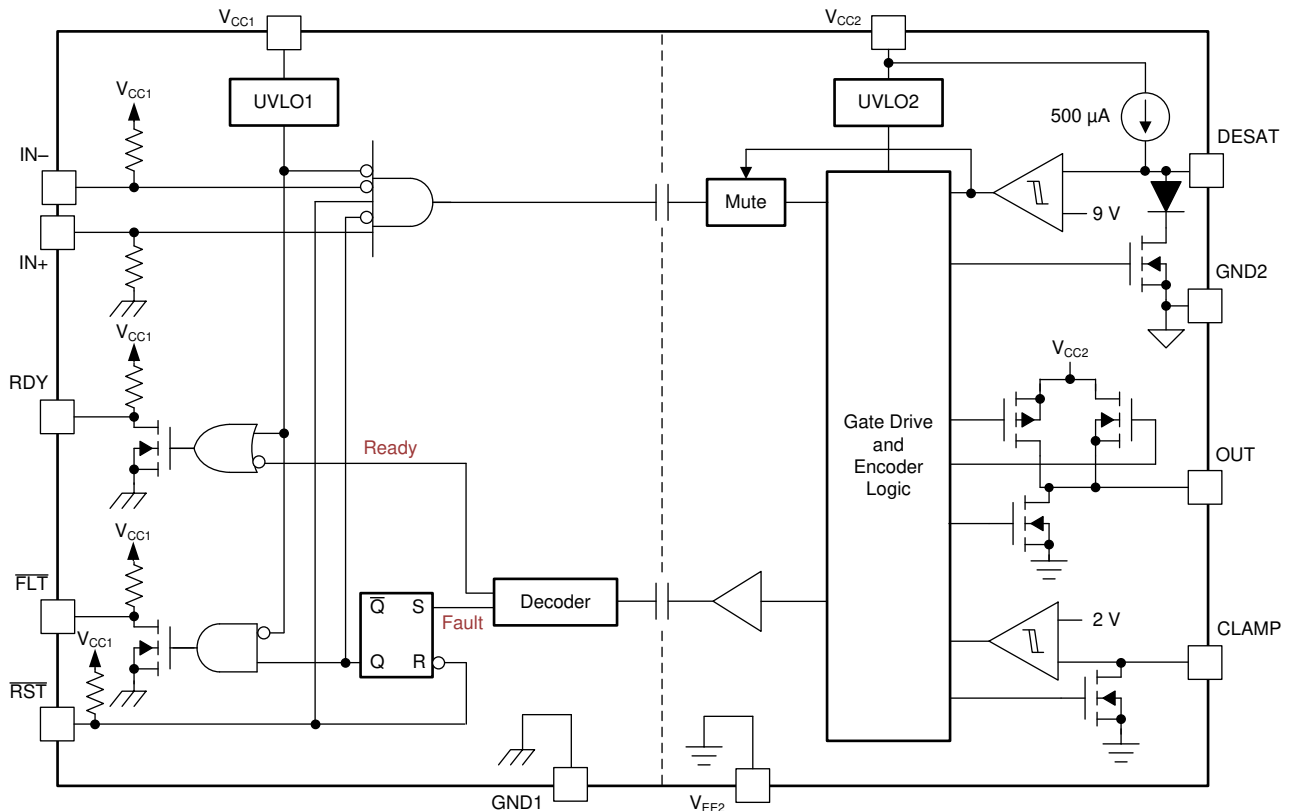 VCC1
VCC2
VCC1
UVLO1
UVLO2
500 µA
DESAT
IN–
Mute
9 V
IN+
GND2
VCC1
VCC2
RDY
Gate Drive
and
Encoder
Logic
Ready
OUT
VCC1
FLT
Q S
Decoder
Fault
2 V
CLAMP
VCC1
Q R
RST
GND1
VEE2